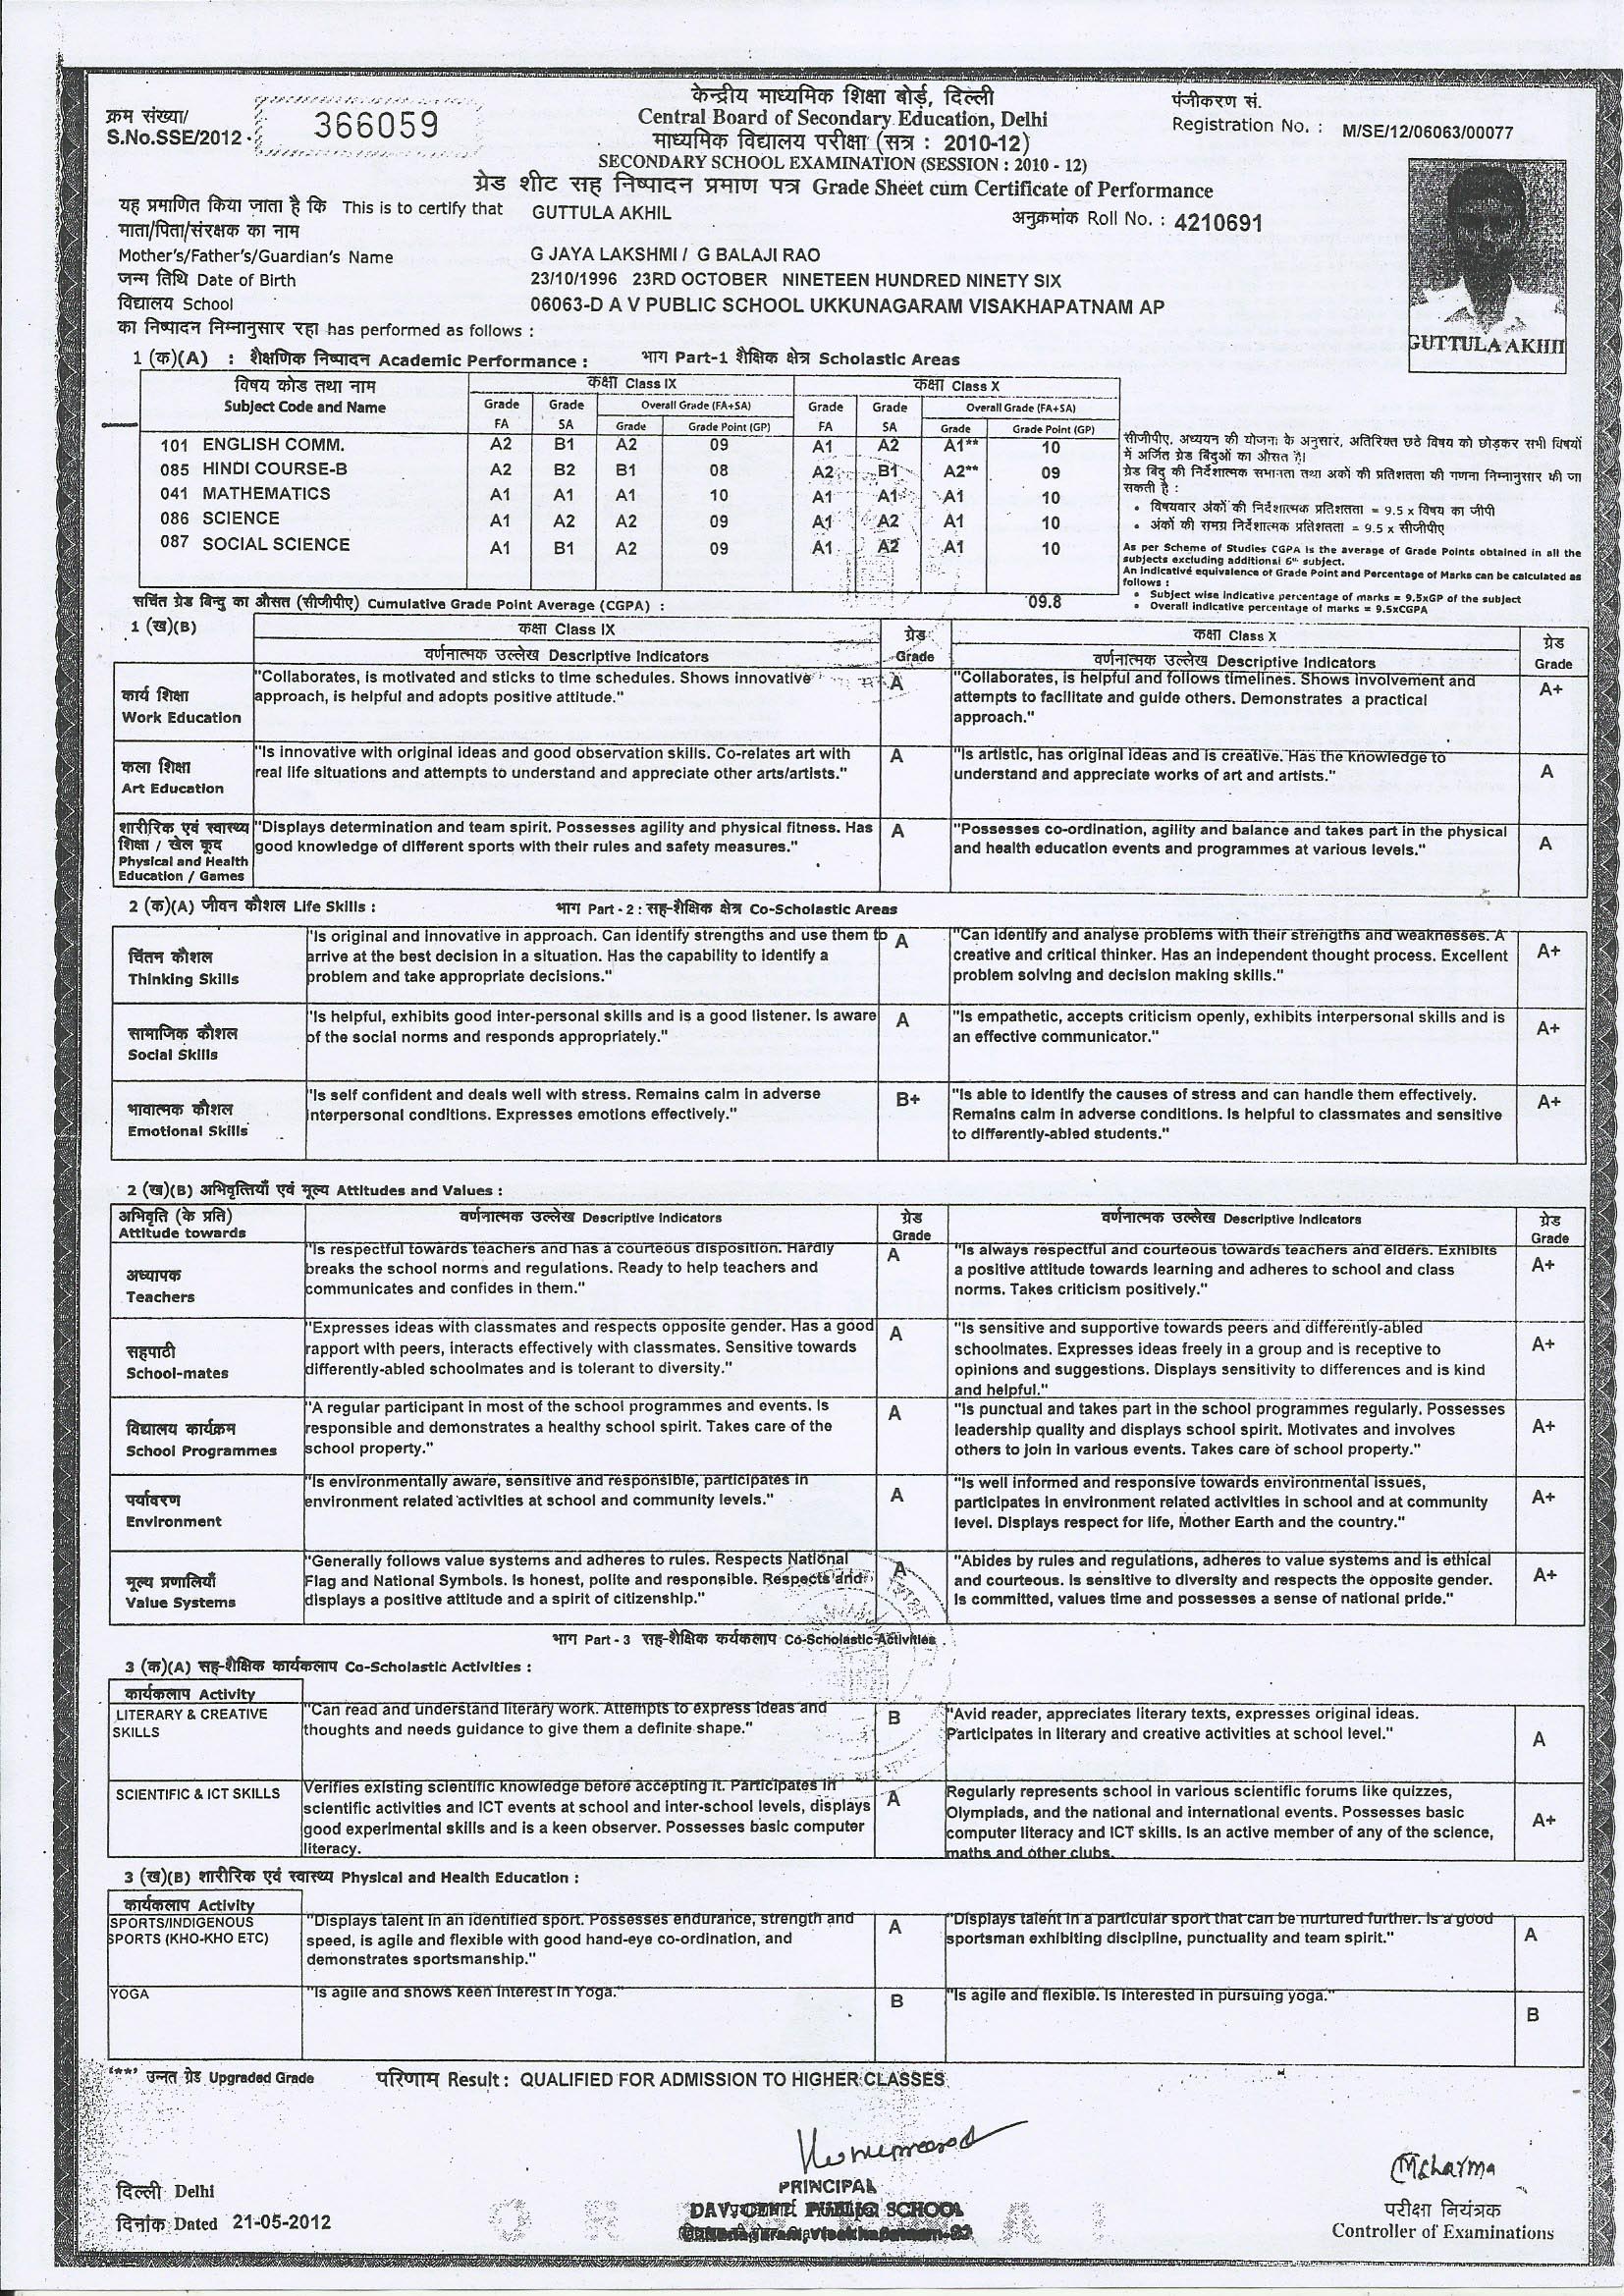 केन्द्रीय माध्यमिक शिक्षा बोर्ड, दिल्ली
Central Board of Secondary Education, Delhi
क्रम संख्या/
S.No.SSE/2012 - 366059
पंजीकरण सं.
Registration No. : M/SE/12/06063/00077
माध्यमिक विद्यालय परीक्षा (सत्र : 2010-12)
SECONDARY SCHOOL EXAMINATION (SESSION : 2010 - 12)
ग्रेड शीट सह निष्पादन प्रमाण पत्र Grade Sheet cum Certificate of Performance
यह प्रमाणित किया जाता है कि This is to certify that GUTTULA AKHIL
अनुक्रमांक Roll No. : 4210691
माता/पिता/संरक्षक का नाम
Mother's/Father's/Guardian's Name G JAYA LAKSHMI / G BALAJI RAO
जन्म तिथि Date of Birth 23/10/1996 23RD OCTOBER NINETEEN HUNDRED NINETY SIX
विद्यालय School 06063-D A V PUBLIC SCHOOL UKKUNAGARAM VISAKHAPATNAM AP
का निष्पादन निम्नानुसार रहा has performed as follows :
GUTTULA AKHIL
1 (क)(A) : शैक्षणिक निष्पादन Academic Performance : भाग Part-1 शैक्षिक क्षेत्र Scholastic Areas
विषय कोड तथा नाम कक्षा Class IX कक्षा Class X
Subject Code and Name Grade Grade Overall Grade (FA+SA) Grade Grade Overall Grade (FA+SA)
FA SA Grade Grade Point (GP) FA SA Grade Grade Point (GP)
101 ENGLISH COMM. A2 B1 A2 09 A1 A2 A1** 10
085 HINDI COURSE-B A2 B2 B1 08 A2 B1 A2** 09
041 MATHEMATICS A1 A1 A1 10 A1 A1 A1 10
086 SCIENCE A1 A2 A2 09 A1 A2 A1 10
087 SOCIAL SCIENCE A1 B1 A2 09 A1 A2 A1 10
सीजीपीए. अध्ययन की योजना के अनुसार, अतिरिक्त छठे विषय को छोड़कर सभी विषयों
में अर्जित ग्रेड बिंदुओं का औसत है।
ग्रेड बिंदु की निर्देशात्मक समानता तथा अकों की प्रतिशतता की गणना निम्नानुसार की जा
सकती है :
• विषयवार अंकों की निर्देशात्मक प्रतिशतता = 9.5 x विषय का जीपी
• अंकों की समग्र निर्देशात्मक प्रतिशतता = 9.5 x सीजीपीए
As per Scheme of Studies CGPA is the average of Grade Points obtained in all the
subjects excluding additional 6th subject.
An indicative equivalence of Grade Point and Percentage of Marks can be calculated as
follows :
• Subject wise indicative percentage of marks = 9.5xGP of the subject
• Overall indicative percentage of marks = 9.5xCGPA
सचिंत ग्रेड बिन्दु का औसत (सीजीपीए) Cumulative Grade Point Average (CGPA) : 09.8
1 (ख)(B) कक्षा Class IX ग्रेड कक्षा Class X ग्रेड
वर्णनात्मक उल्लेख Descriptive Indicators Grade वर्णनात्मक उल्लेख Descriptive Indicators Grade
कार्य शिक्षा
Work Education
"Collaborates, is motivated and sticks to time schedules. Shows innovative
approach, is helpful and adopts positive attitude."
A
"Collaborates, is helpful and follows timelines. Shows involvement and
attempts to facilitate and guide others. Demonstrates a practical
approach."
A+
कला शिक्षा
Art Education
"Is innovative with original ideas and good observation skills. Co-relates art with
real life situations and attempts to understand and appreciate other arts/artists."
A
"Is artistic, has original ideas and is creative. Has the knowledge to
understand and appreciate works of art and artists."
A
शारीरिक एवं स्वास्थ्य
शिक्षा / खेल कूद
Physical and Health
Education / Games
"Displays determination and team spirit. Possesses agility and physical fitness. Has
good knowledge of different sports with their rules and safety measures."
A
"Possesses co-ordination, agility and balance and takes part in the physical
and health education events and programmes at various levels."
A
2 (क)(A) जीवन कौशल Life Skills : भाग Part - 2 : सह-शैक्षिक क्षेत्र Co-Scholastic Areas
चिंतन कौशल
Thinking Skills
"Is original and innovative in approach. Can identify strengths and use them to
arrive at the best decision in a situation. Has the capability to identify a
problem and take appropriate decisions."
A
"Can identify and analyse problems with their strengths and weaknesses. A
creative and critical thinker. Has an independent thought process. Excellent
problem solving and decision making skills."
A+
सामाजिक कौशल
Social Skills
"Is helpful, exhibits good inter-personal skills and is a good listener. Is aware
of the social norms and responds appropriately."
A
"Is empathetic, accepts criticism openly, exhibits interpersonal skills and is
an effective communicator."
A+
भावात्मक कौशल
Emotional Skills
"Is self confident and deals well with stress. Remains calm in adverse
interpersonal conditions. Expresses emotions effectively."
B+
"Is able to identify the causes of stress and can handle them effectively.
Remains calm in adverse conditions. Is helpful to classmates and sensitive
to differently-abled students."
A+
2 (ख)(B) अभिवृत्तियाँ एवं मूल्य Attitudes and Values :
अभिवृति (के प्रति) वर्णनात्मक उल्लेख Descriptive Indicators ग्रेड वर्णनात्मक उल्लेख Descriptive Indicators ग्रेड
Attitude towards Grade Grade
अध्यापक
Teachers
"Is respectful towards teachers and has a courteous disposition. Hardly
breaks the school norms and regulations. Ready to help teachers and
communicates and confides in them."
A
"Is always respectful and courteous towards teachers and elders. Exhibits
a positive attitude towards learning and adheres to school and class
norms. Takes criticism positively."
A+
सहपाठी
School-mates
"Expresses ideas with classmates and respects opposite gender. Has a good
rapport with peers, interacts effectively with classmates. Sensitive towards
differently-abled schoolmates and is tolerant to diversity."
A
"Is sensitive and supportive towards peers and differently-abled
schoolmates. Expresses ideas freely in a group and is receptive to
opinions and suggestions. Displays sensitivity to differences and is kind
and helpful."
A+
विद्यालय कार्यक्रम
School Programmes
"A regular participant in most of the school programmes and events. Is
responsible and demonstrates a healthy school spirit. Takes care of the
school property."
A
"Is punctual and takes part in the school programmes regularly. Possesses
leadership quality and displays school spirit. Motivates and involves
others to join in various events. Takes care of school property."
A+
पर्यावरण
Environment
"Is environmentally aware, sensitive and responsible, participates in
environment related activities at school and community levels."
A
"Is well informed and responsive towards environmental issues,
participates in environment related activities in school and at community
level. Displays respect for life, Mother Earth and the country."
A+
मूल्य प्रणालियाँ
Value Systems
"Generally follows value systems and adheres to rules. Respects National
Flag and National Symbols. Is honest, polite and responsible. Respects and
displays a positive attitude and a spirit of citizenship."
A
"Abides by rules and regulations, adheres to value systems and is ethical
and courteous. Is sensitive to diversity and respects the opposite gender.
Is committed, values time and possesses a sense of national pride."
A+
भाग Part - 3 सह-शैक्षिक कर्यकलाप Co-Scholastic Activities
3 (क)(A) सह-शैक्षिक कार्यकलाप Co-Scholastic Activities :
कार्यकलाप Activity
LITERARY & CREATIVE
SKILLS
"Can read and understand literary work. Attempts to express ideas and
thoughts and needs guidance to give them a definite shape."
B
"Avid reader, appreciates literary texts, expresses original ideas.
Participates in literary and creative activities at school level."
A
SCIENTIFIC & ICT SKILLS
Verifies existing scientific knowledge before accepting it. Participates in
scientific activities and ICT events at school and inter-school levels, displays
good experimental skills and is a keen observer. Possesses basic computer
literacy.
A
Regularly represents school in various scientific forums like quizzes,
Olympiads, and the national and international events. Possesses basic
computer literacy and ICT skills. Is an active member of any of the science,
maths and other clubs.
A+
3 (ख)(B) शारीरिक एवं स्वास्थ्य Physical and Health Education :
कार्यकलाप Activity
SPORTS/INDIGENOUS
SPORTS (KHO-KHO ETC)
"Displays talent in an identified sport. Possesses endurance, strength and
speed, is agile and flexible with good hand-eye co-ordination, and
demonstrates sportsmanship."
A
"Displays talent in a particular sport that can be nurtured further. Is a good
sportsman exhibiting discipline, punctuality and team spirit."
A
YOGA
"Is agile and shows keen interest in Yoga."
B
"Is agile and flexible. Is interested in pursuing yoga."
B
'**' उन्नत ग्रेड Upgraded Grade परिणाम Result : QUALIFIED FOR ADMISSION TO HIGHER CLASSES
दिल्ली Delhi
दिनांक Dated 21-05-2012
PRINCIPAL
PUBLIC SCHOOL
परीक्षा नियंत्रक
Controller of Examinations